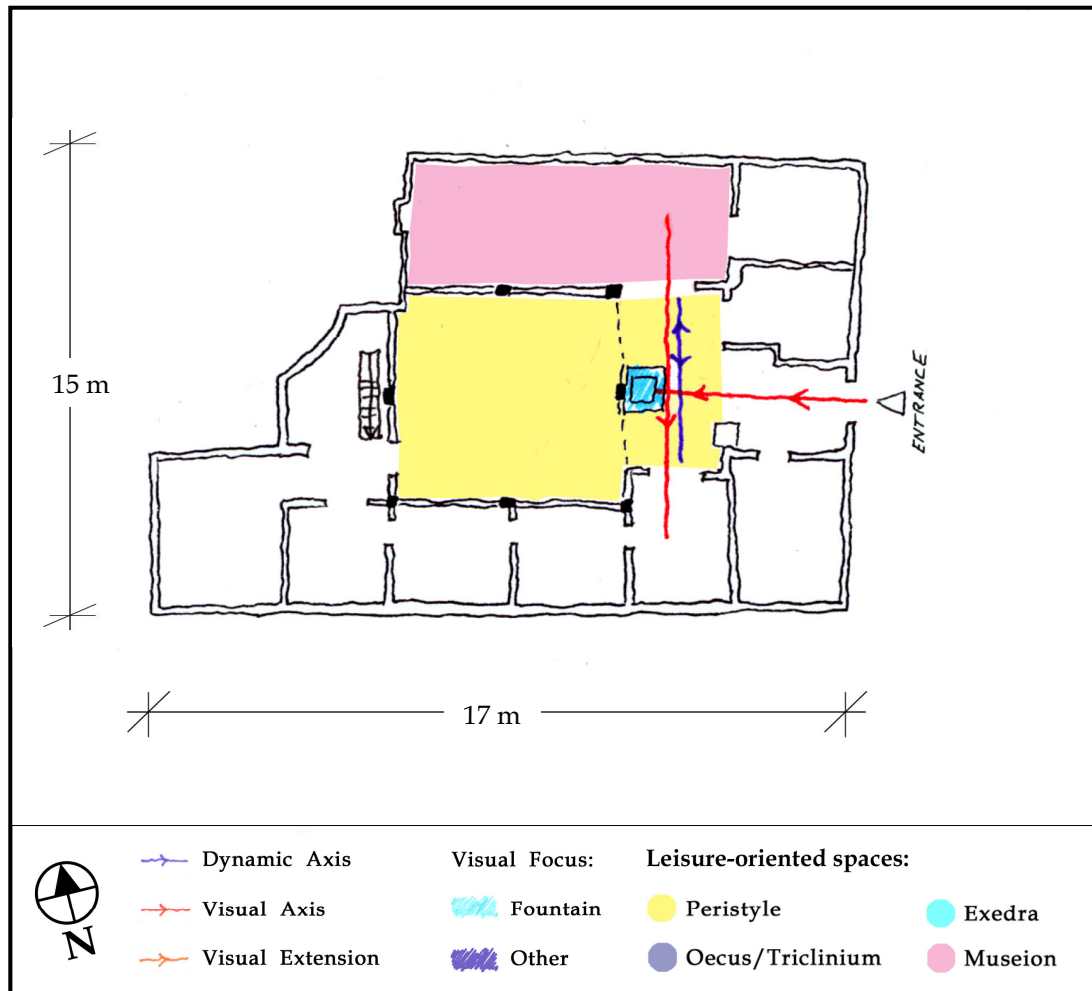 15 m
ENTRANCE
17 m
N
Dynamic Axis
Visual Axis
Visual Extension
Visual Focus:
Fountain
Other
Leisure-oriented spaces:
Peristyle
Oecus/Triclinium
Exedra
Museion